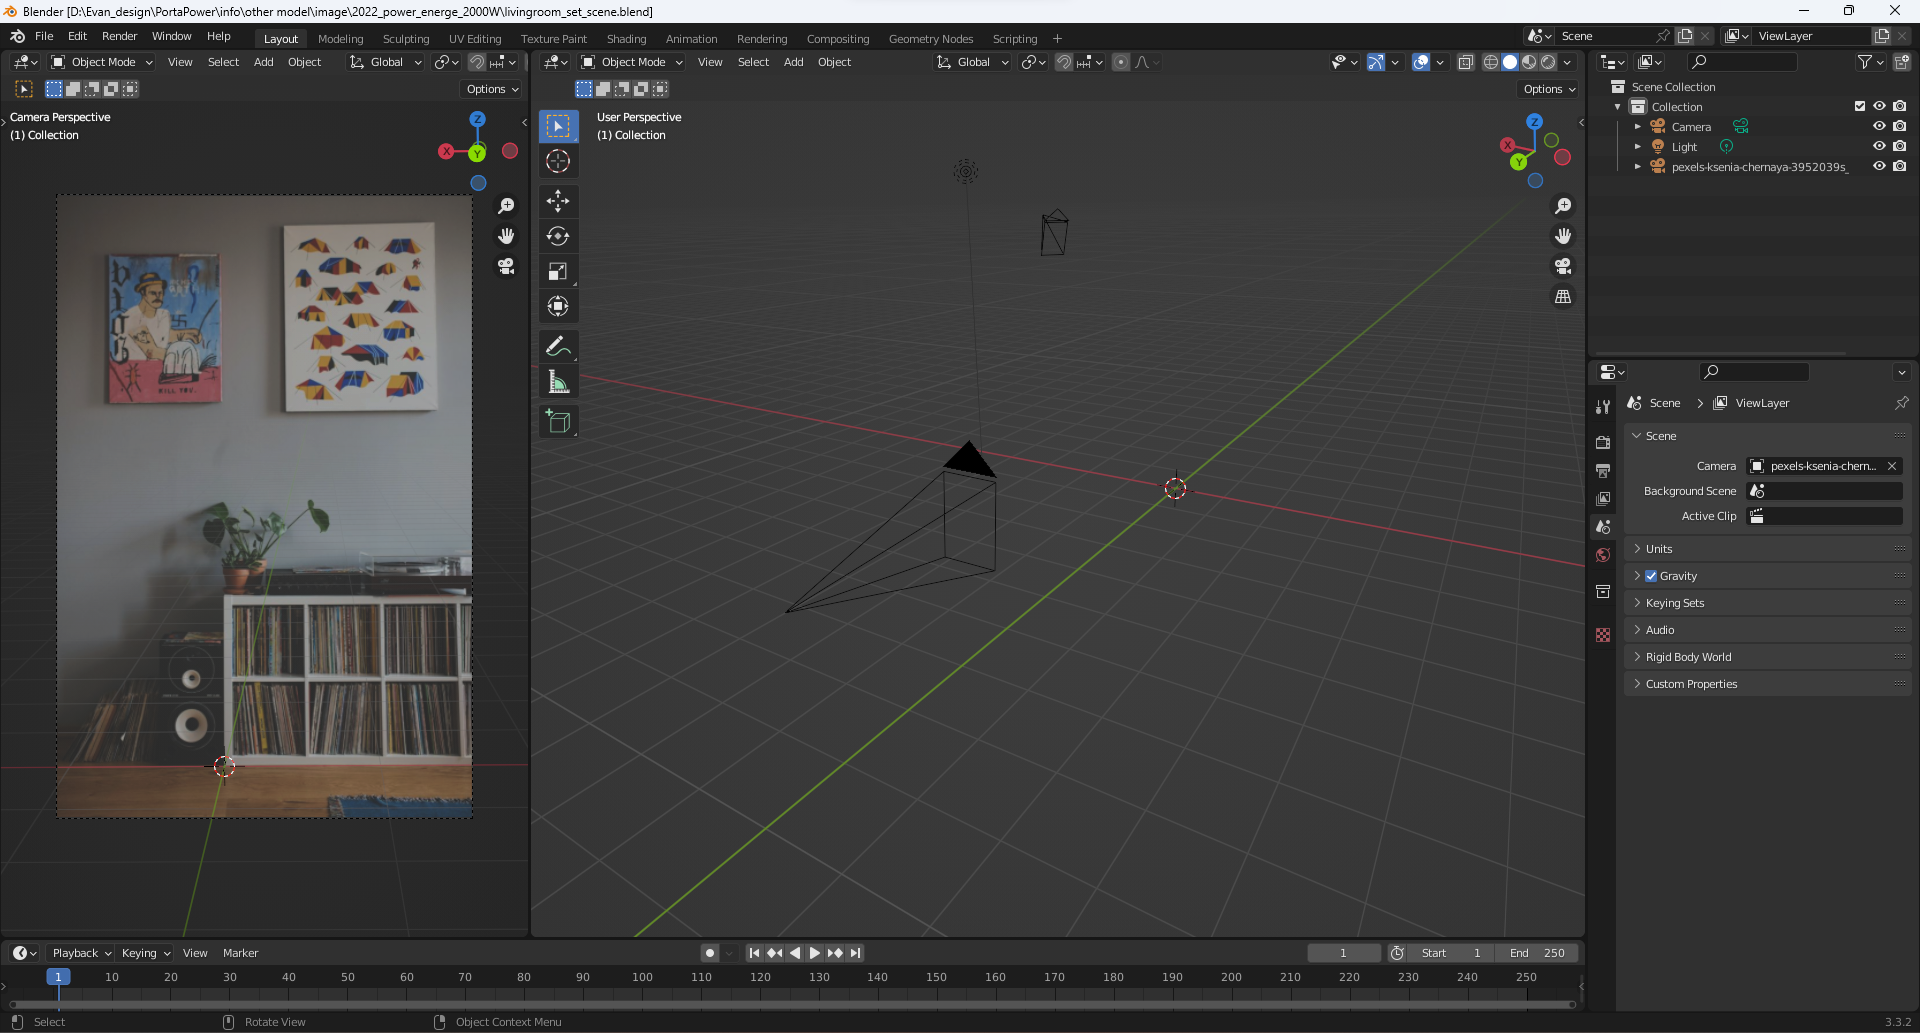 Blender [D:\Evan_design\PortaPower\info\other model\image\2022_power_energe_2000W\livingroom_set_scene.blend]
File Edit Render Window Help Layout Modeling Sculpting UV Editing Texture Paint Shading Animation Rendering Compositing Geometry Nodes Scripting + Scene ViewLayer
Object Mode View Select Add Object Global
Object Mode View Select Add Object Global
Options
Options
Camera Perspective
(1) Collection
Z
X
Y
User Perspective
(1) Collection
Z
X
Y
Scene Collection
Collection
Camera
Light
pexels-ksenia-chernaya-3952039s_
Scene > ViewLayer
Scene
Camera pexels-ksenia-chern...
Background Scene
Active Clip
Units
Gravity
Keying Sets
Audio
Rigid Body World
Custom Properties
Playback Keying View Marker 1 Start 1 End 250
1 10 20 30 40 50 60 70 80 90 100 110 120 130 140 150 160 170 180 190 200 210 220 230 240 250
Select Rotate View Object Context Menu 3.3.2